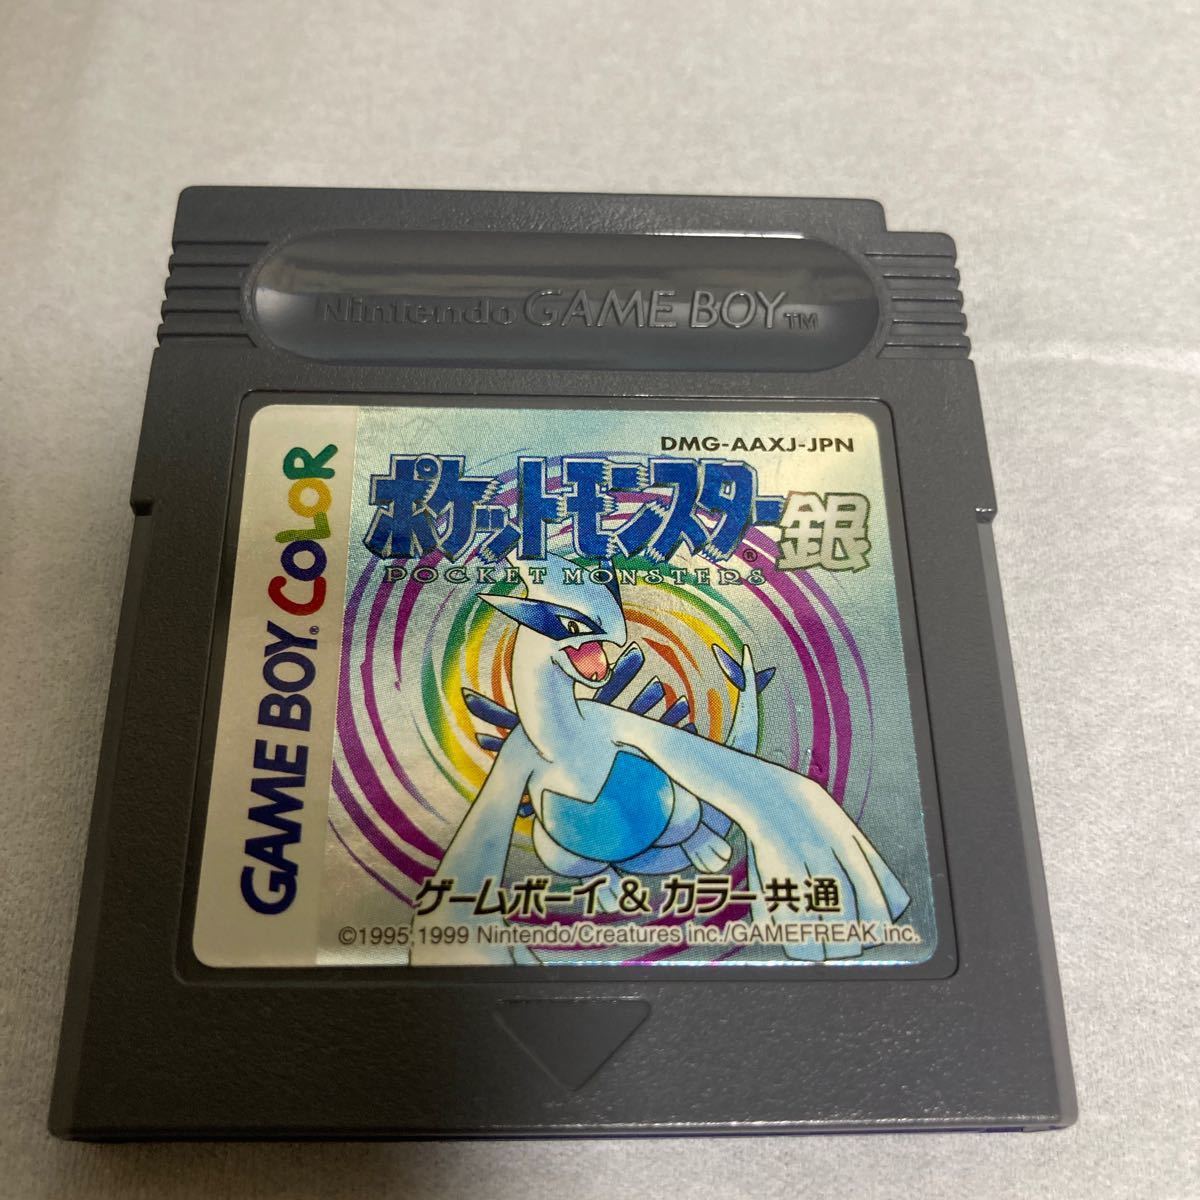 Nintendo GAME BOY™
DMG-AAXJ-JPN
ポケットモンスター銀
POCKET MONSTERS
®
GAME BOY® COLOR
ゲームボーイ & カラー共通
©1995,1999 Nintendo/Creatures inc./GAMEFREAK inc.